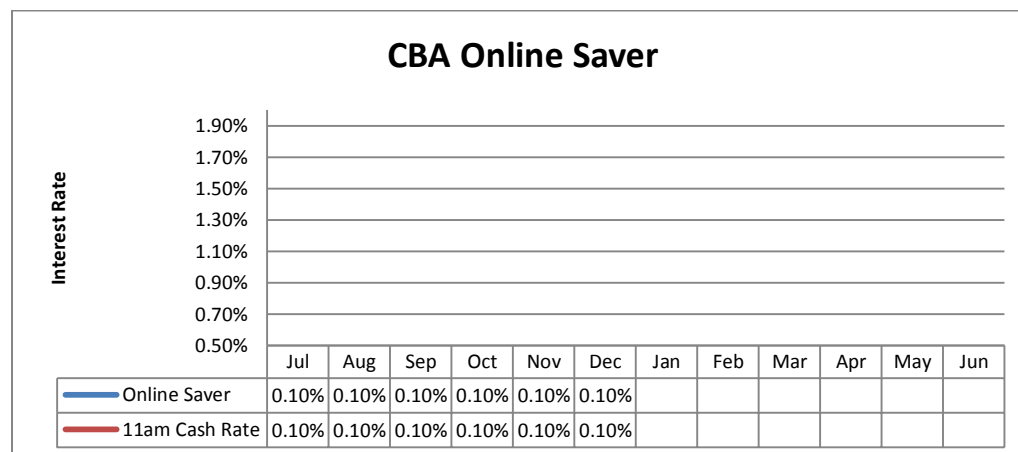 CBA Online Saver
Interest Rate
1.90%
1.70%
1.50%
1.30%
1.10%
0.90%
0.70%
0.50%
Jul Aug Sep Oct Nov Dec Jan Feb Mar Apr May Jun
Online Saver 0.10% 0.10% 0.10% 0.10% 0.10% 0.10%
11am Cash Rate 0.10% 0.10% 0.10% 0.10% 0.10% 0.10%